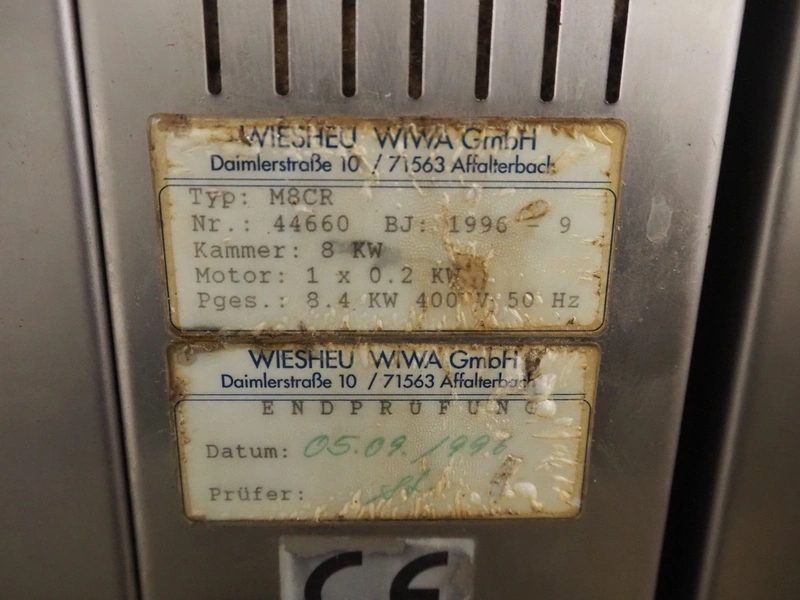 WIESHEU WIWA GmbH
Daimlerstraße 10 / 71563 Affalterbach
Typ: M8CR
Nr.: 44660 BJ: 1996 - 9
Kammer: 8 KW
Motor: 1 x 0.2 KW
Pges.: 8.4 KW 400 V 50 Hz
WIESHEU WIWA GmbH
Daimlerstraße 10 / 71563 Affalterbach
ENDPRÜFUNG
Datum: 05.09.1996
Prüfer:
CE